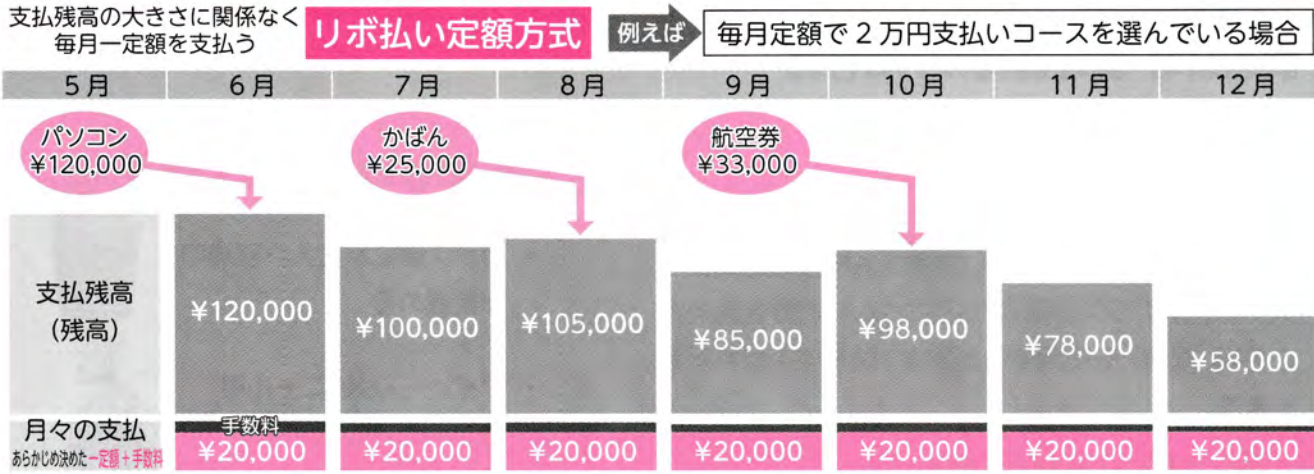 支払残高の大きさに関係なく
毎月一定額を支払う
リボ払い定額方式
例えば
毎月定額で2万円支払いコースを選んでいる場合
5月 6月 7月 8月 9月 10月 11月 12月
パソコン
¥120,000
かばん
¥25,000
航空券
¥33,000
支払残高
(残高)
¥120,000 ¥100,000 ¥105,000 ¥85,000 ¥98,000 ¥78,000 ¥58,000
月々の支払
あらかじめ決めた一定額+手数料
手数料
¥20,000 ¥20,000 ¥20,000 ¥20,000 ¥20,000 ¥20,000 ¥20,000